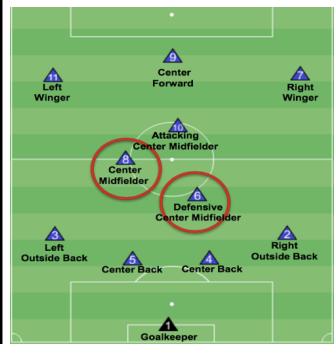 9
Center
Forward
11
Left
Winger
7
Right
Winger
10
Attacking
Center Midfielder
8
Center
Midfielder
6
Defensive
Center Midfielder
3
Left
Outside Back
2
Right
Outside Back
5
Center Back
4
Center Back
1
Goalkeeper